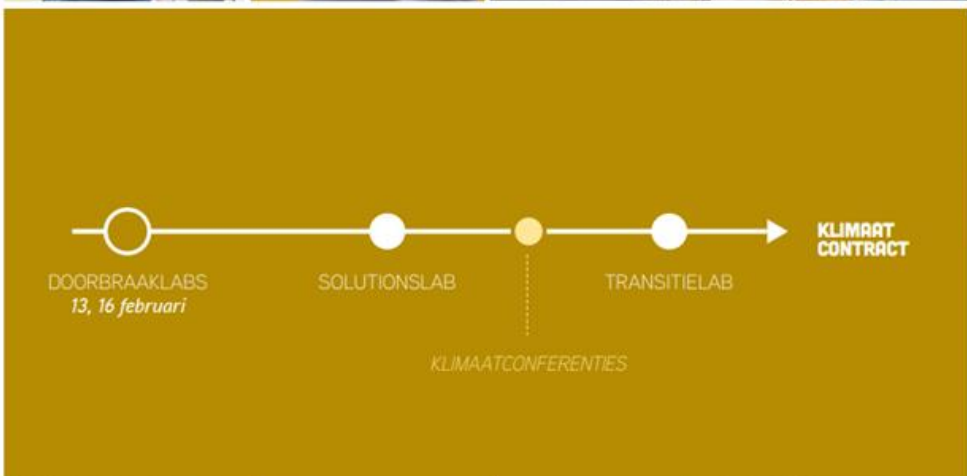 DOORBRAAKLABS
13, 16 februari
SOLUTIONSLAB
KLIMAATCONFERENTIES
TRANSITIELAB
KLIMAAT
CONTRACT